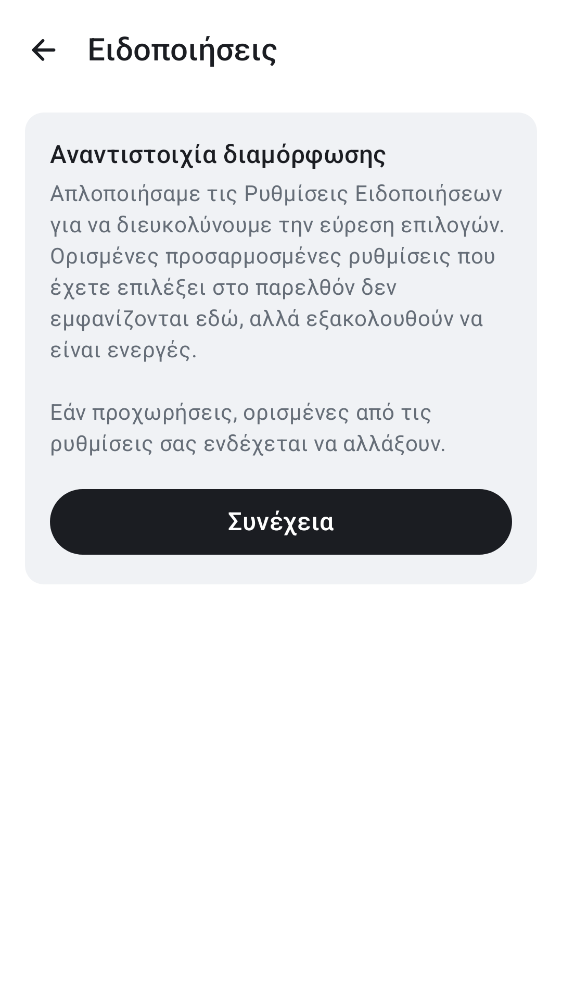 Ειδοποιήσεις
Αναντιστοιχία διαμόρφωσης
Απλοποιήσαμε τις Ρυθμίσεις Ειδοποιήσεων
για να διευκολύνουμε την εύρεση επιλογών.
Ορισμένες προσαρμοσμένες ρυθμίσεις που
έχετε επιλέξει στο παρελθόν δεν
εμφανίζονται εδώ, αλλά εξακολουθούν να
είναι ενεργές.
Εάν προχωρήσεις, ορισμένες από τις
ρυθμίσεις σας ενδέχεται να αλλάξουν.
Συνέχεια